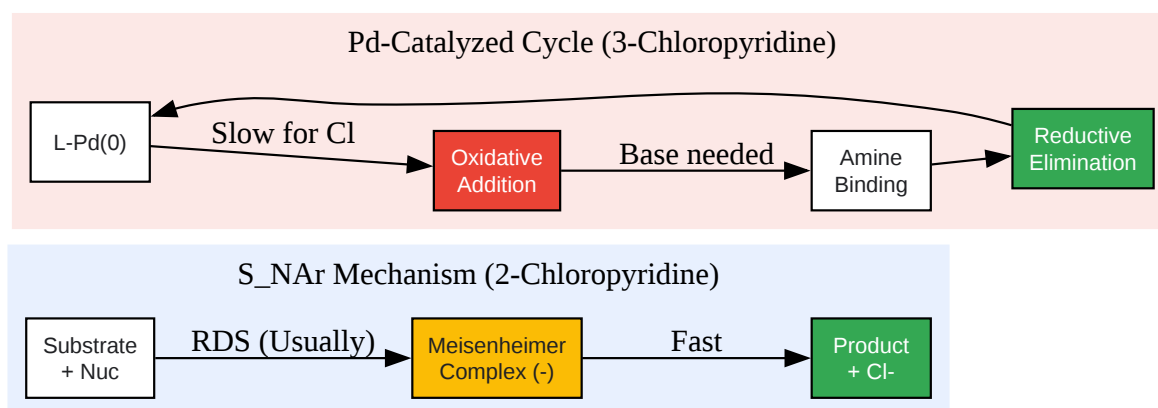 Pd-Catalyzed Cycle (3-Chloropyridine)
L-Pd(0)
Slow for Cl
Oxidative
Addition
Base needed
Amine
Binding
Reductive
Elimination
S_NAr Mechanism (2-Chloropyridine)
Substrate
+ Nuc
RDS (Usually)
Meisenheimer
Complex (-)
Fast
Product
+ Cl-